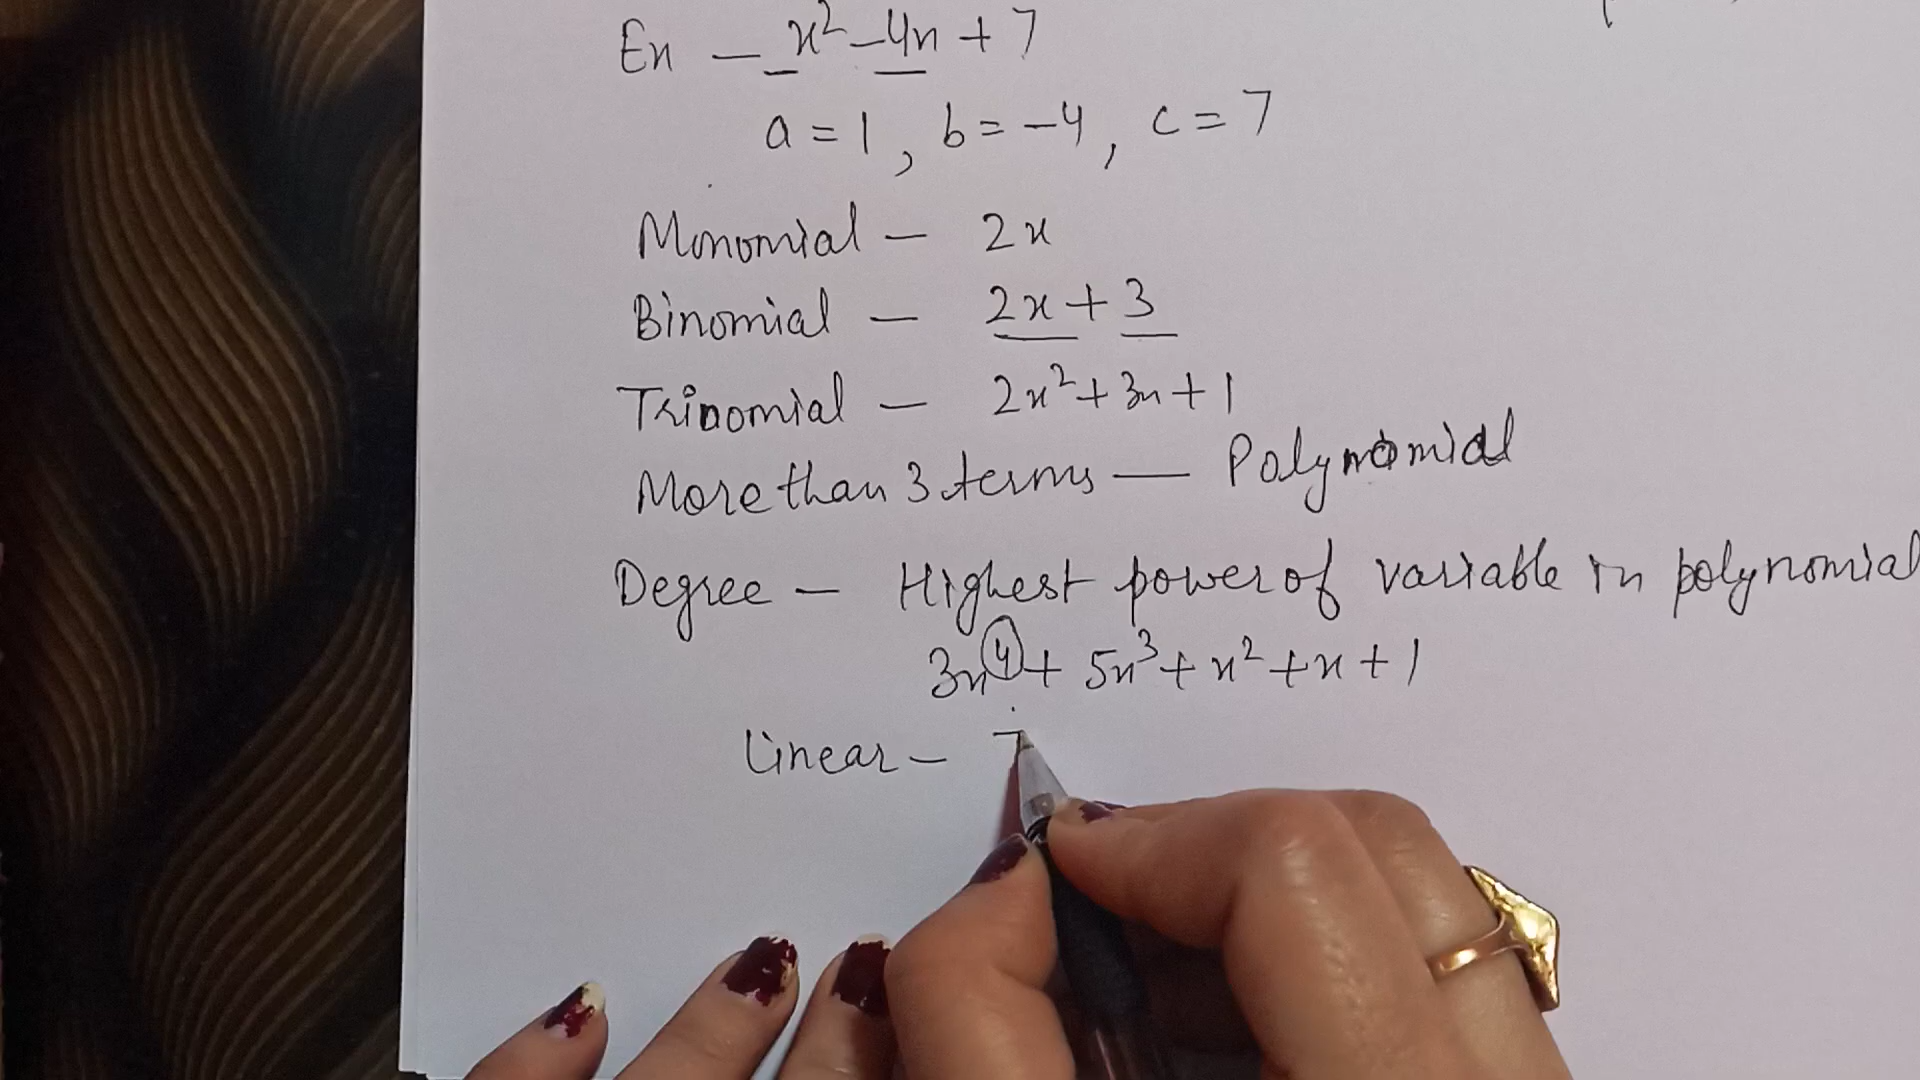 Ex - x² - 4x + 7
a = 1, b = -4, c = 7
Monomial - 2x
Binomial - 2x + 3
Trinomial - 2x² + 3x + 1
More than 3 terms - Polynomial
Degree - Highest power of variable in polynomial
3x⁴ + 5x³ + x² + x + 1
Linear -